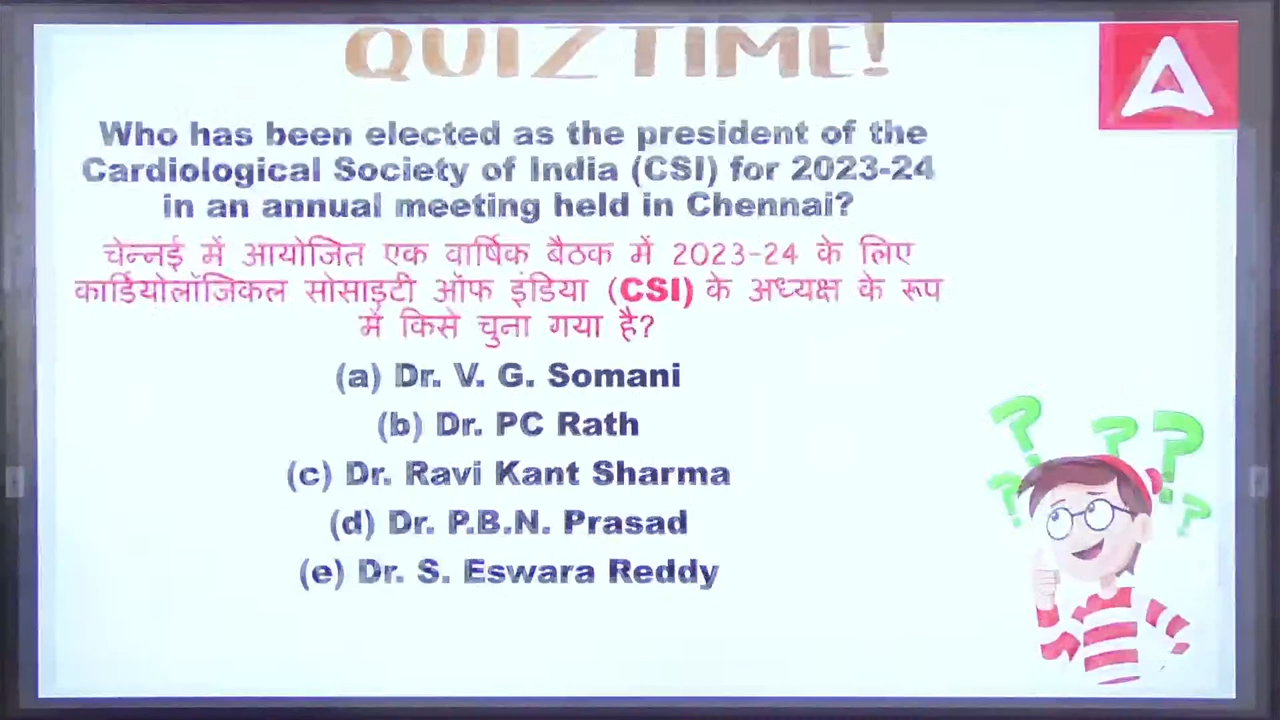 QUIZ TIME!
Who has been elected as the president of the
Cardiological Society of India (CSI) for 2023-24
in an annual meeting held in Chennai?
चेन्नई में आयोजित एक वार्षिक बैठक में 2023-24 के लिए
कार्डियोलॉजिकल सोसाइटी ऑफ इंडिया (CSI) के अध्यक्ष के रूप
में किसे चुना गया है?
(a) Dr. V. G. Somani
(b) Dr. PC Rath
(c) Dr. Ravi Kant Sharma
(d) Dr. P.B.N. Prasad
(e) Dr. S. Eswara Reddy